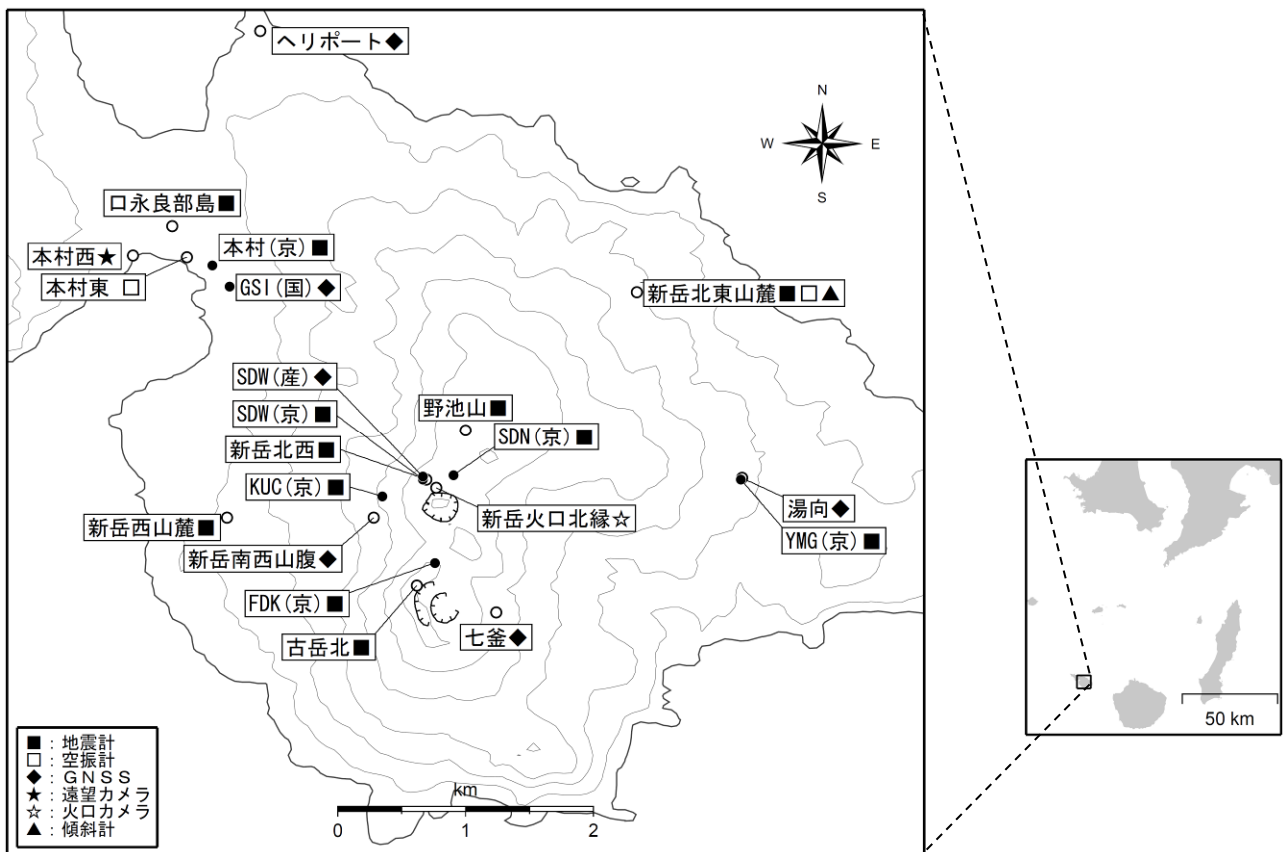 ヘリポート◆
N
W E
S
口永良部島■
本村(京)■
本村西★
本村東 □
GSI(国)◆
新岳北東山麓■□▲
SDW(産)◆
SDW(京)■
野池山■
新岳北西■
SDN(京)■
KUC(京)■
新岳火口北縁☆
湯向◆
新岳西山麓■
YMG(京)■
新岳南西山腹◆
FDK(京)■
七釜◆
古岳北■
50 km
■：地震計
□：空振計
◆：ＧＮＳＳ
★：遠望カメラ
☆：火口カメラ
▲：傾斜計
km
0 1 2